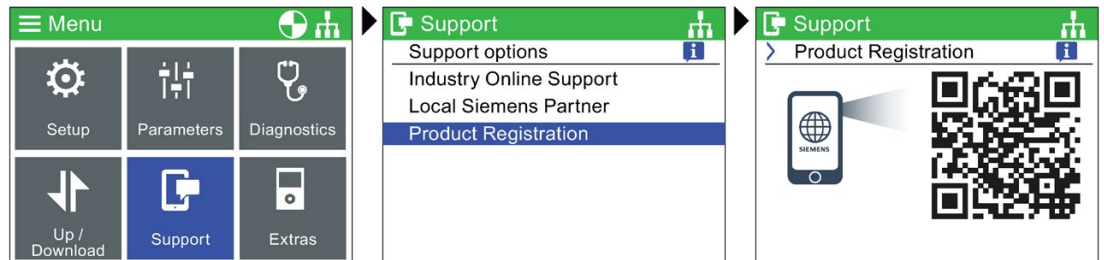 Menu
Setup
Parameters
Diagnostics
Up /
Download
Support
Extras
Support
Support options
Industry Online Support
Local Siemens Partner
Product Registration
Support
Product Registration
SIEMENS